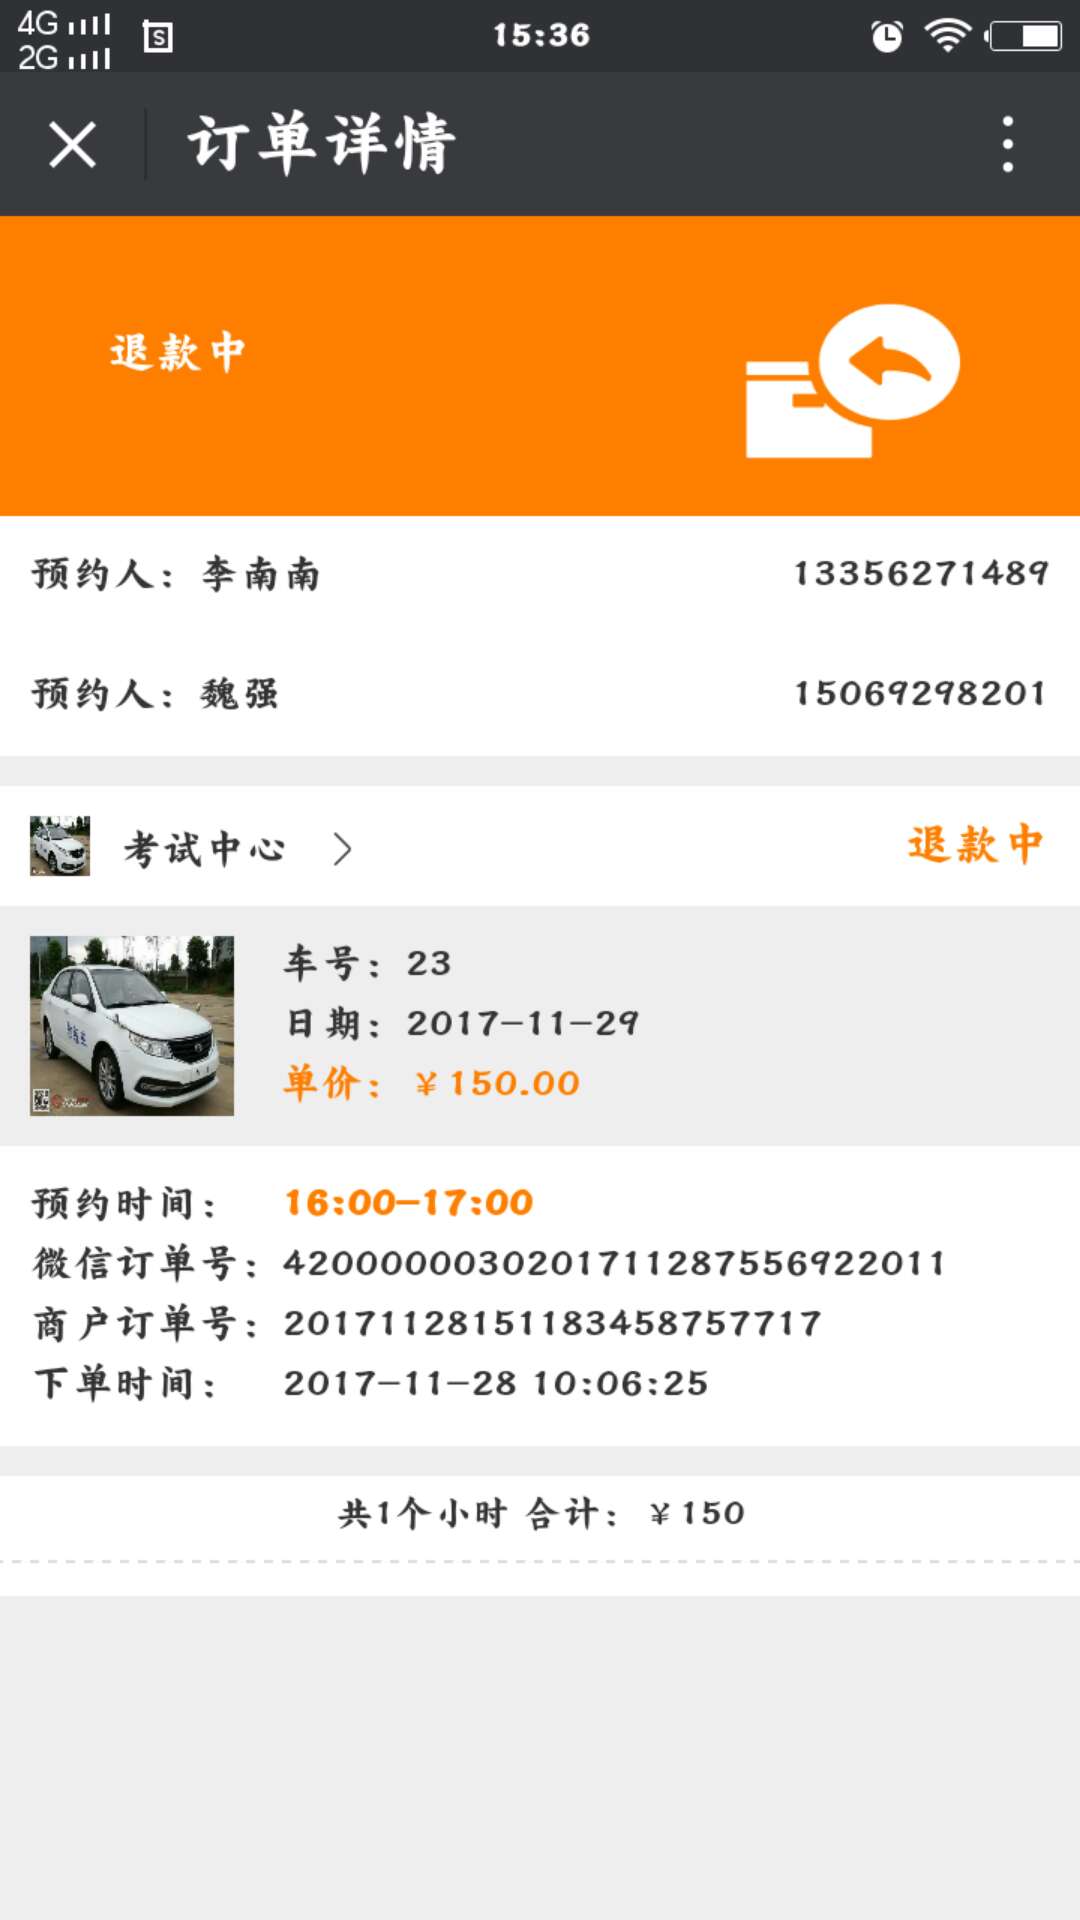 4G
2G
15:36
订单详情
退款中
预约人：李南南 13356271489
预约人：魏强 15069298201
考试中心 退款中
车号：23
日期：2017-11-29
单价：￥150.00
预约时间：16:00-17:00
微信订单号：4200000030201711287556922011
商户订单号：201711281511834587577​17
下单时间：2017-11-28 10:06:25
共1个小时 合计：￥150